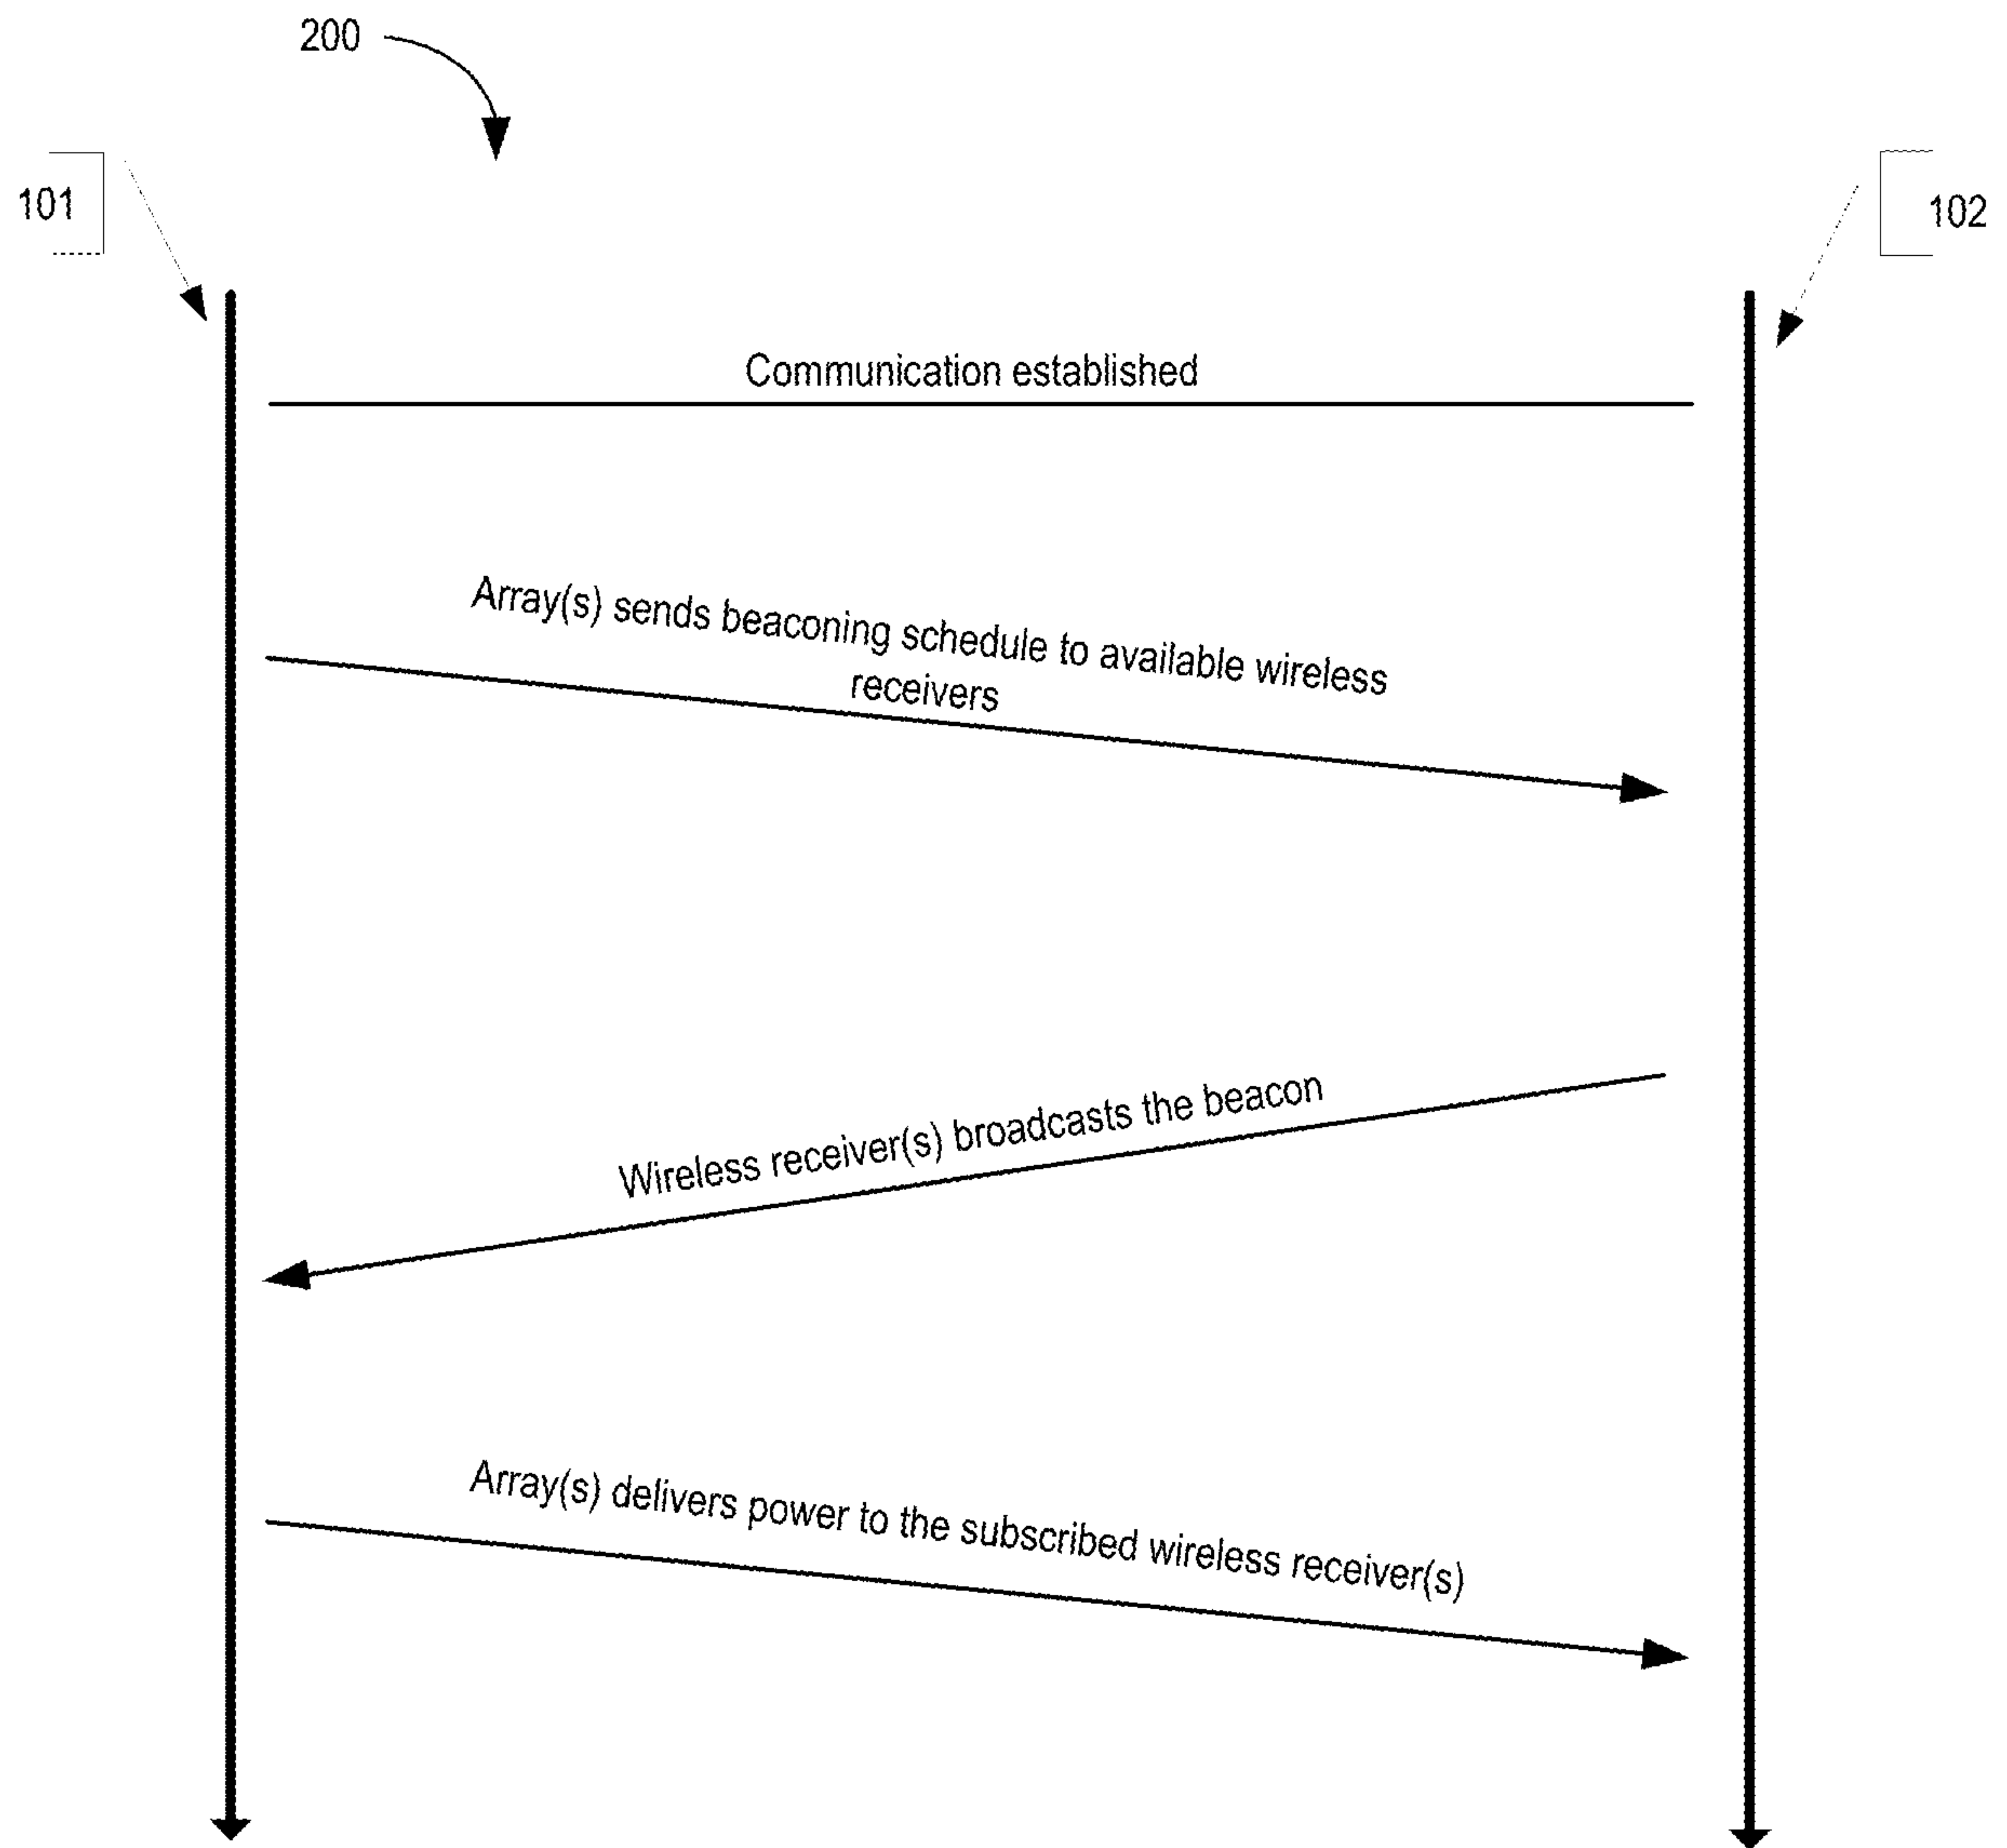 200
101
102
Communication established
Array(s) sends beaconing schedule to available wireless
receivers
Wireless receiver(s) broadcasts the beacon
Array(s) delivers power to the subscribed wireless receiver(s)